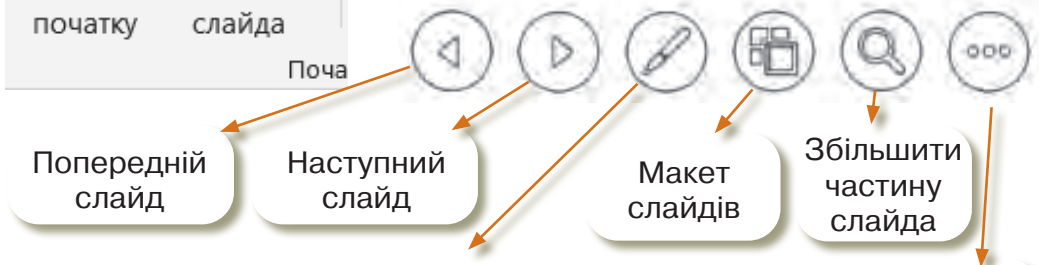 початку слайда
Поча
Попередній
слайд
Наступний
слайд
Макет
слайдів
Збільшити
частину
слайда